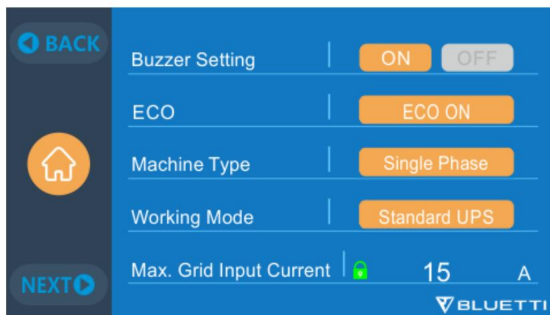 BACK
Buzzer Setting ON OFF
ECO ECO ON
Machine Type Single Phase
Working Mode Standard UPS
Max. Grid Input Current 15 A
NEXT
BLUETTI